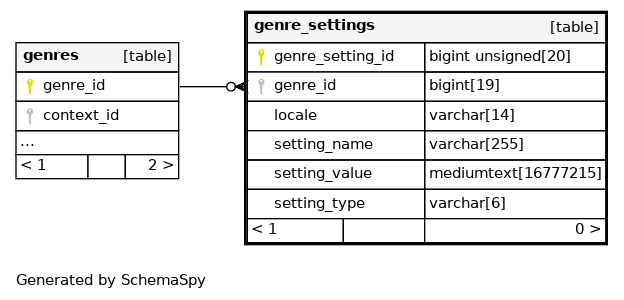 genres [table]
genre_id
context_id
...
< 1 2 >
genre_settings [table]
genre_setting_id bigint unsigned[20]
genre_id bigint[19]
locale varchar[14]
setting_name varchar[255]
setting_value mediumtext[16777215]
setting_type varchar[6]
< 1 0 >
Generated by SchemaSpy